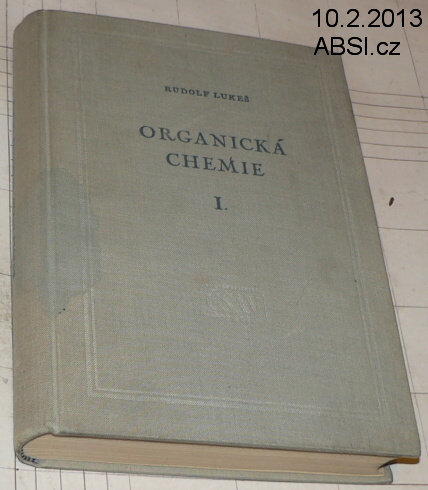 10.2.2013
ABSI.cz
RUDOLF LUKEŠ
ORGANICKÁ
CHEMIE
I.